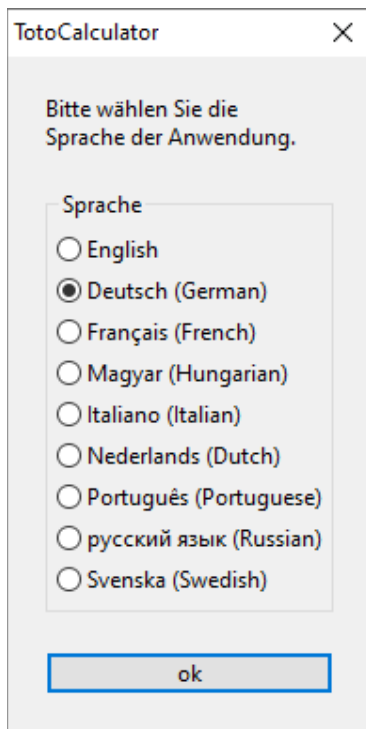 TotoCalculator
Bitte wählen Sie die
Sprache der Anwendung.
Sprache
English
Deutsch (German)
Français (French)
Magyar (Hungarian)
Italiano (Italian)
Nederlands (Dutch)
Português (Portuguese)
русский язык (Russian)
Svenska (Swedish)
ok